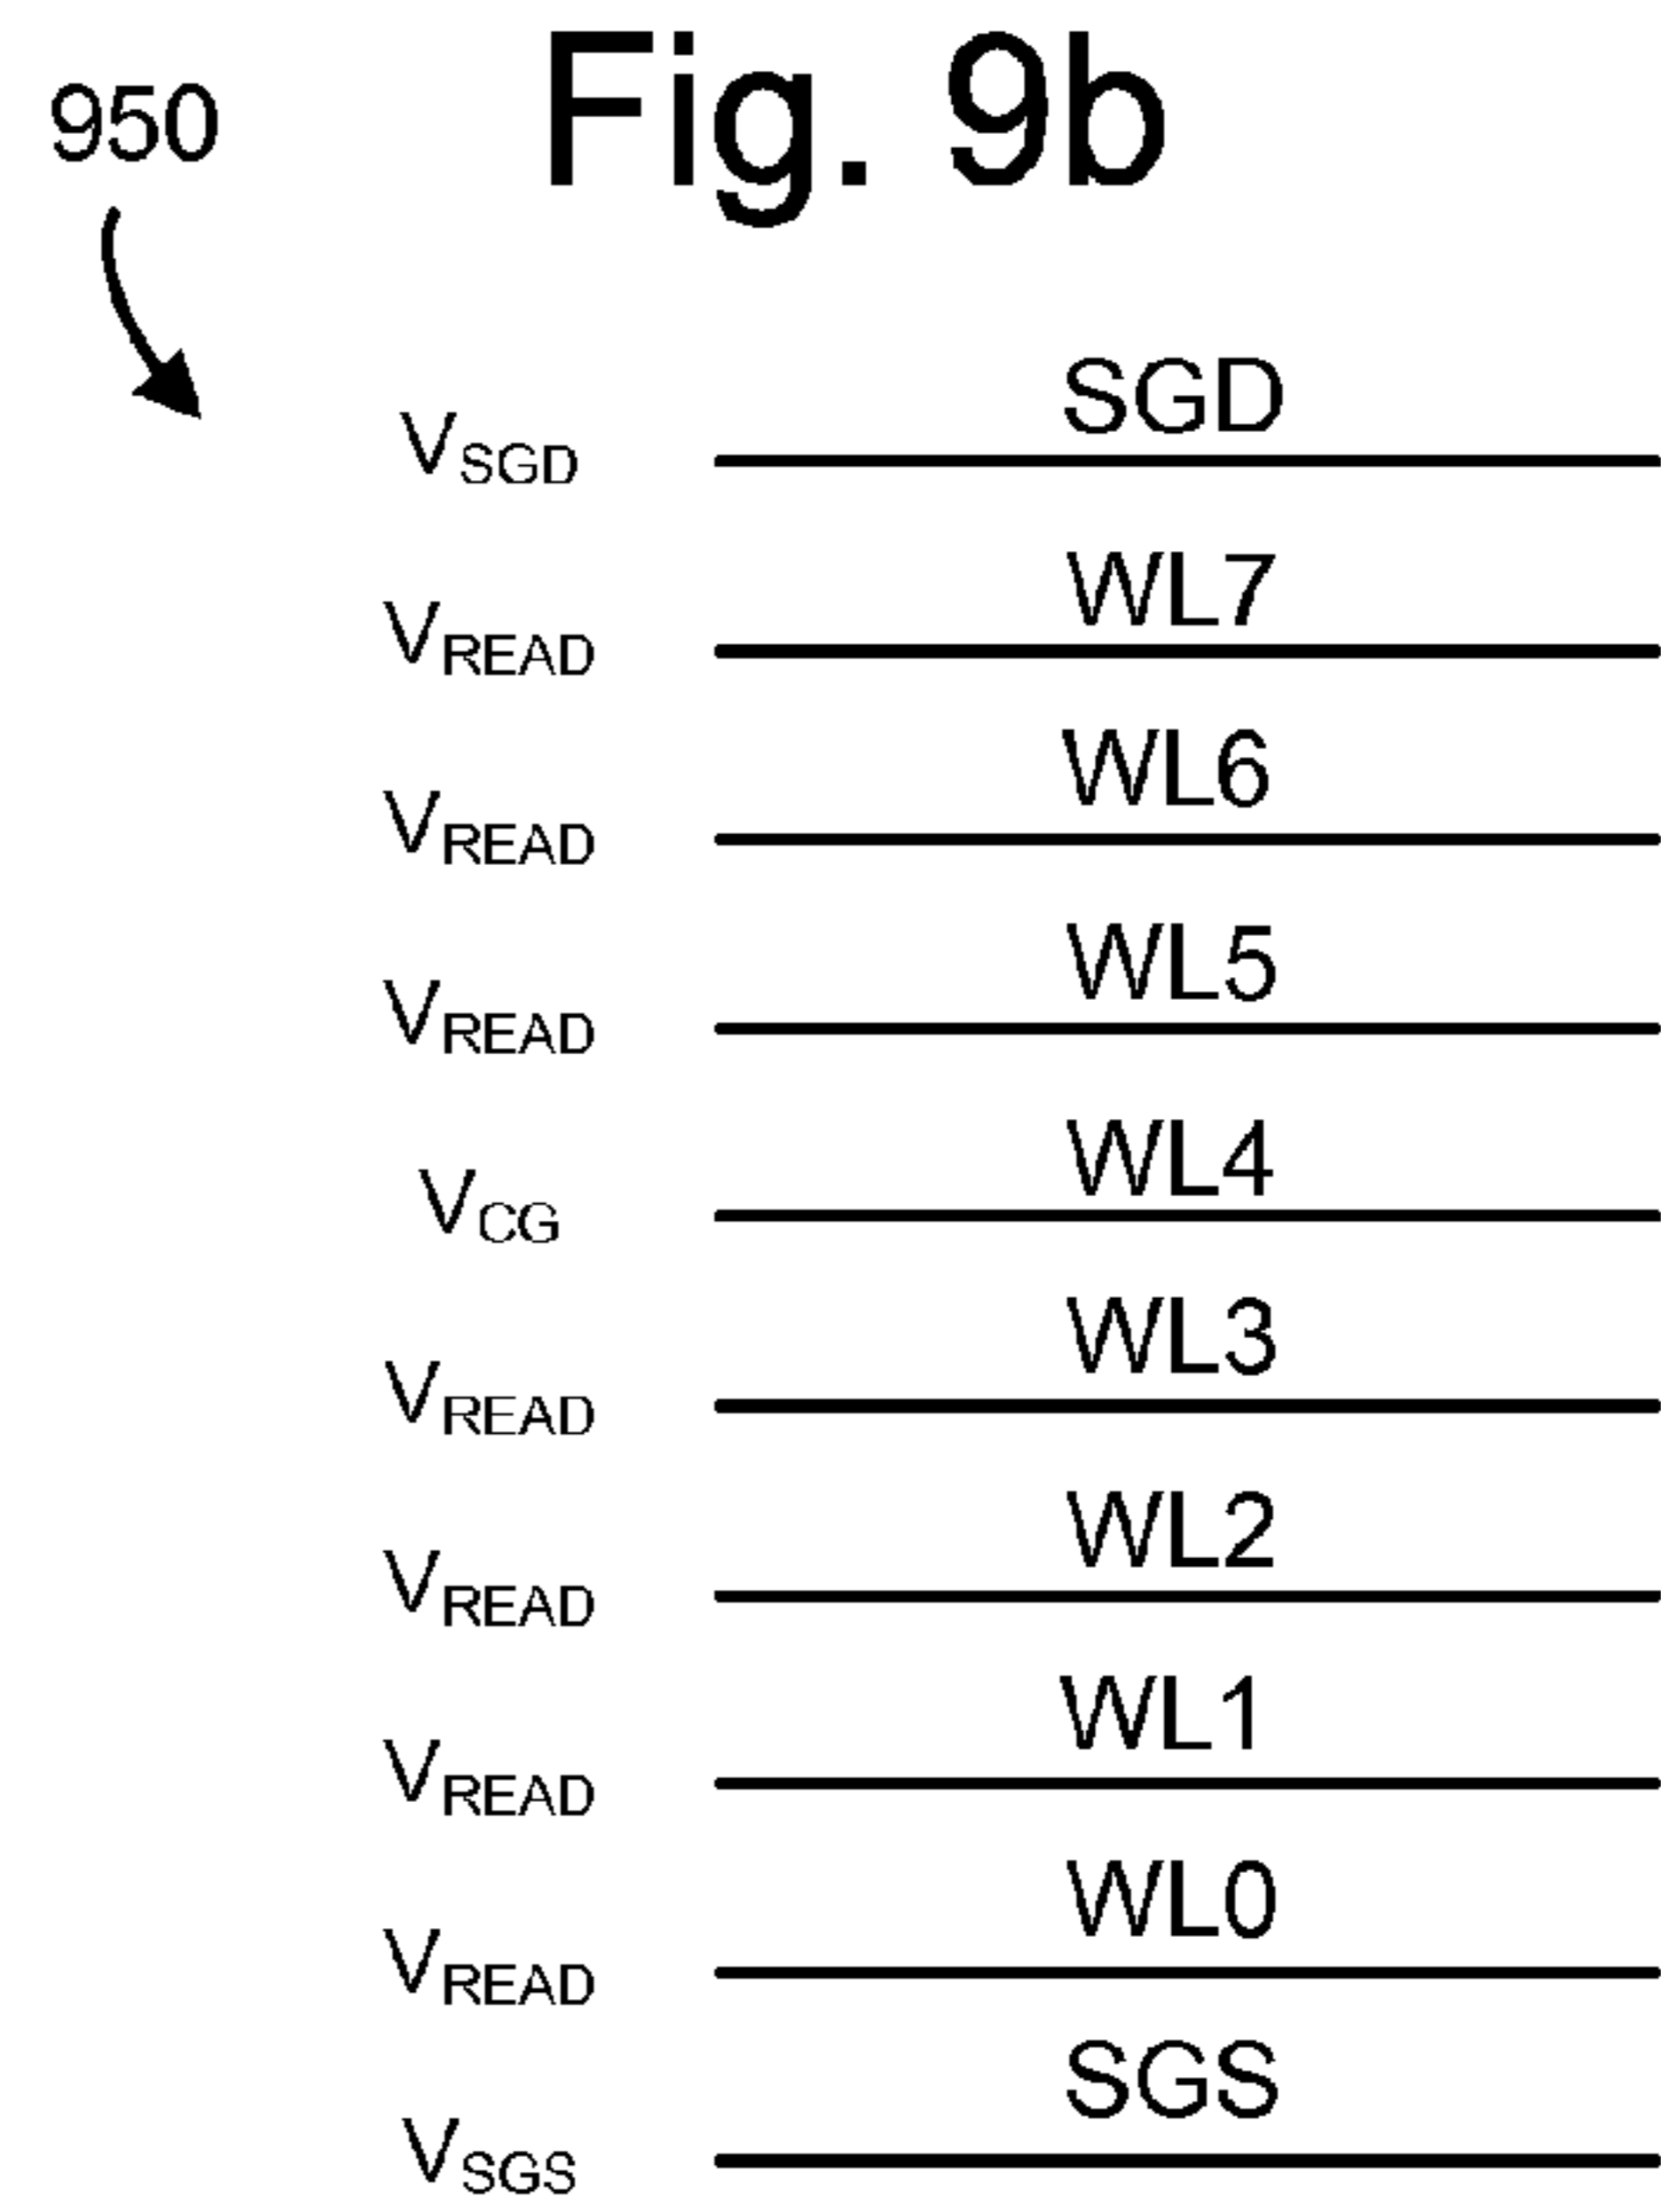 Fig. 9b
950
SGD
VSGD
WL7
VREAD
WL6
VREAD
WL5
VREAD
WL4
VCG
WL3
VREAD
WL2
VREAD
WL1
VREAD
WL0
VREAD
SGS
VSGS